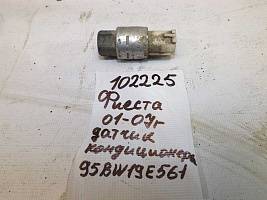 102225
Фиеста
01-07г
датчик
кондиционера
95BW19E561